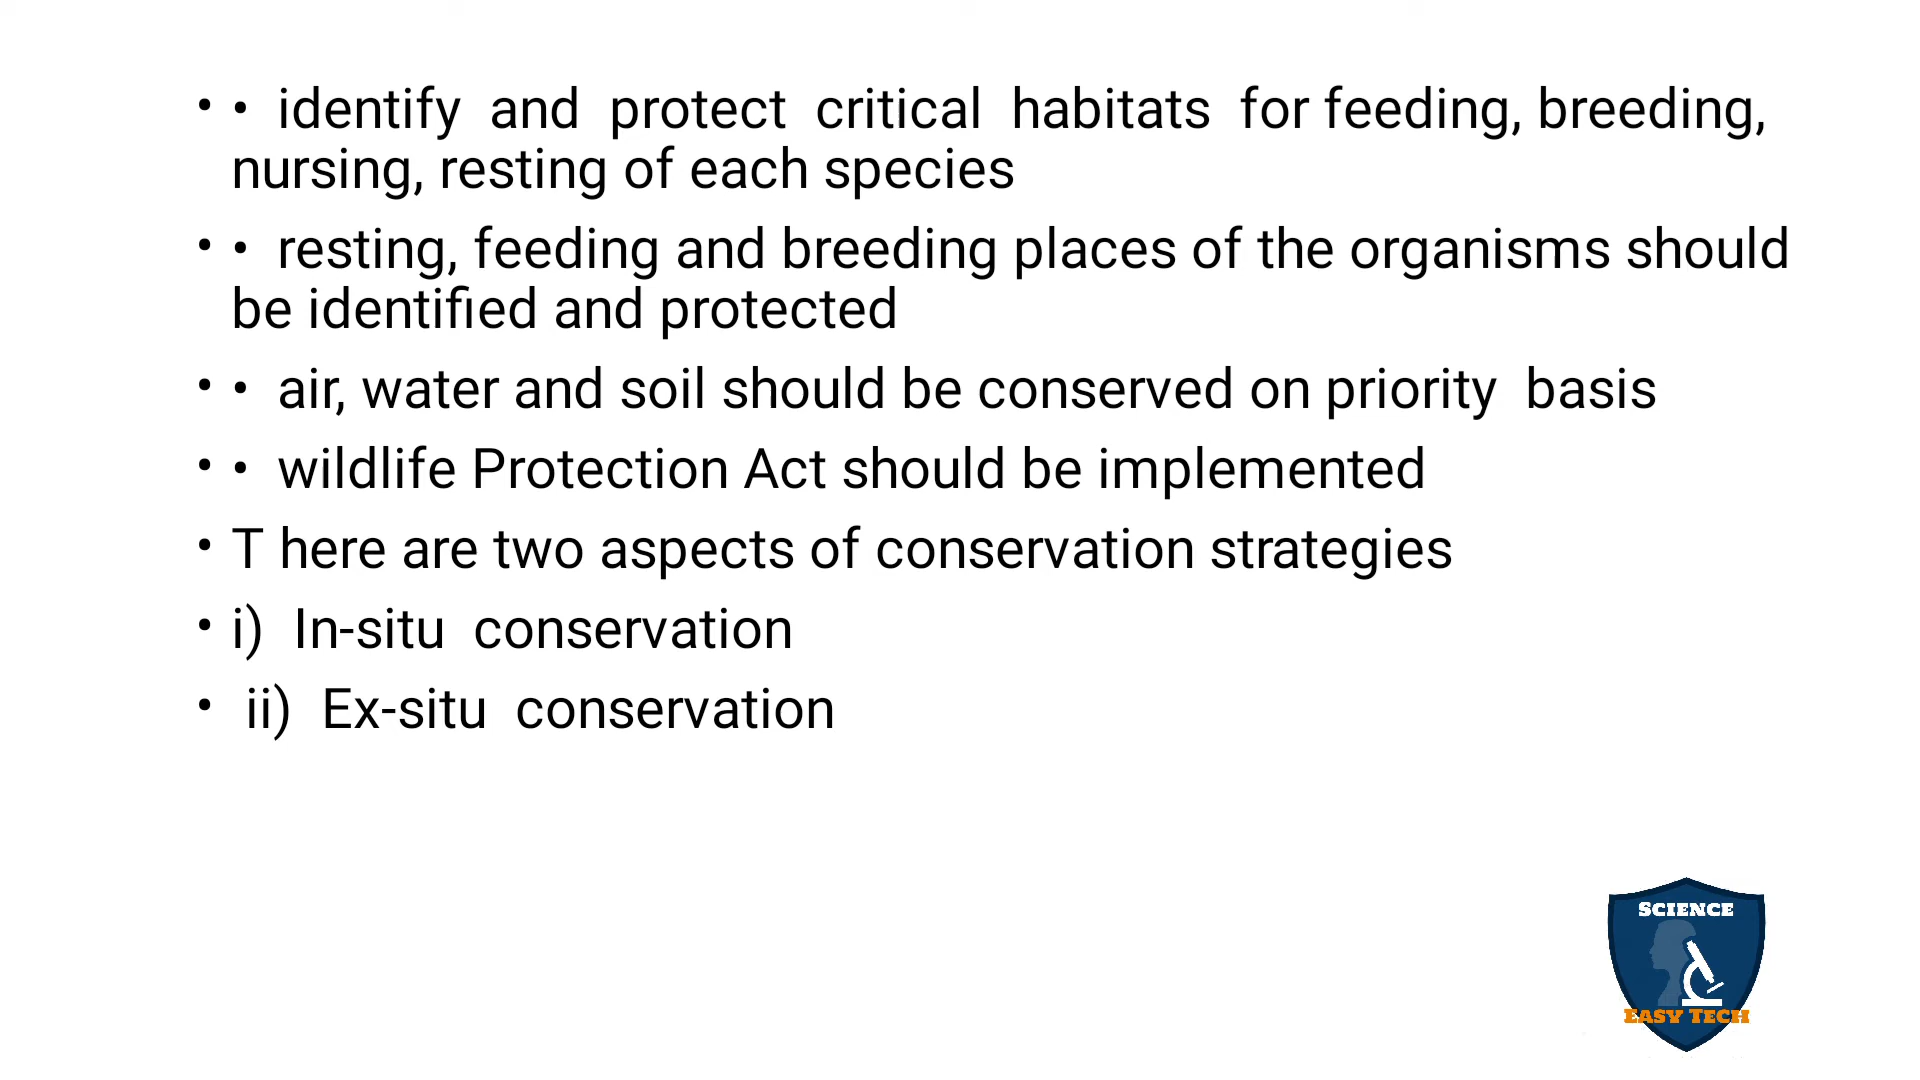 • • identify and protect critical habitats for feeding, breeding,
nursing, resting of each species
• • resting, feeding and breeding places of the organisms should
be identified and protected
• • air, water and soil should be conserved on priority basis
• • wildlife Protection Act should be implemented
• T here are two aspects of conservation strategies
• i) In-situ conservation
• ii) Ex-situ conservation
SCIENCE
EASY TECH